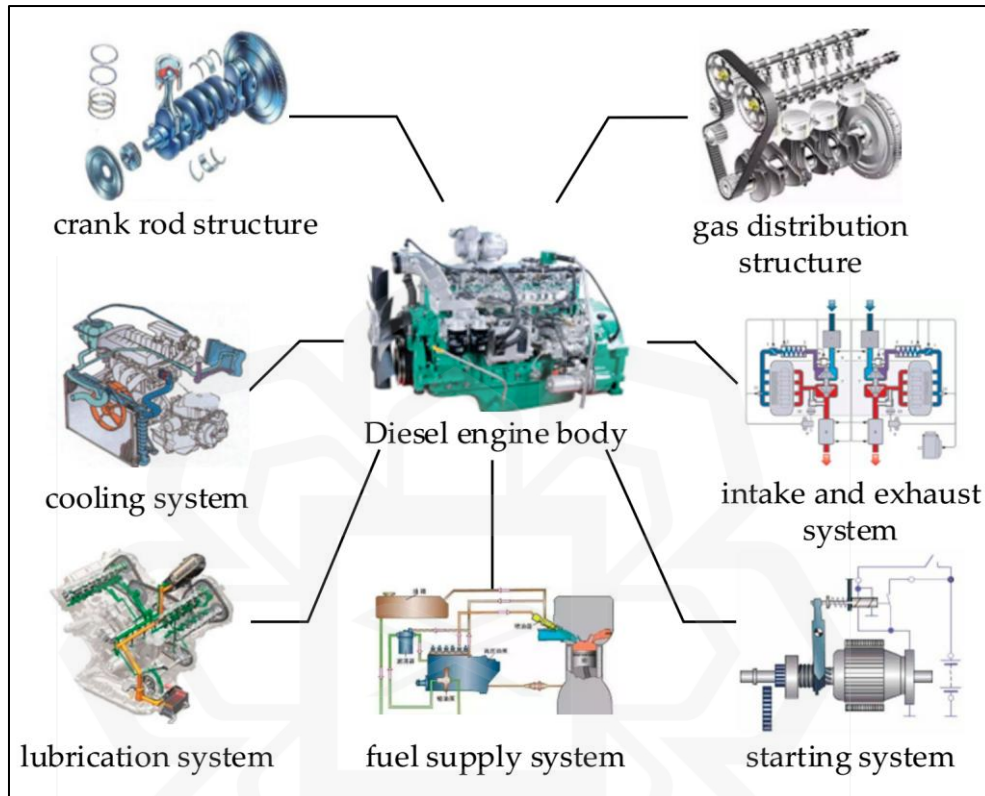 crank rod structure
gas distribution
structure
Diesel engine body
cooling system
intake and exhaust
system
lubrication system
fuel supply system
starting system